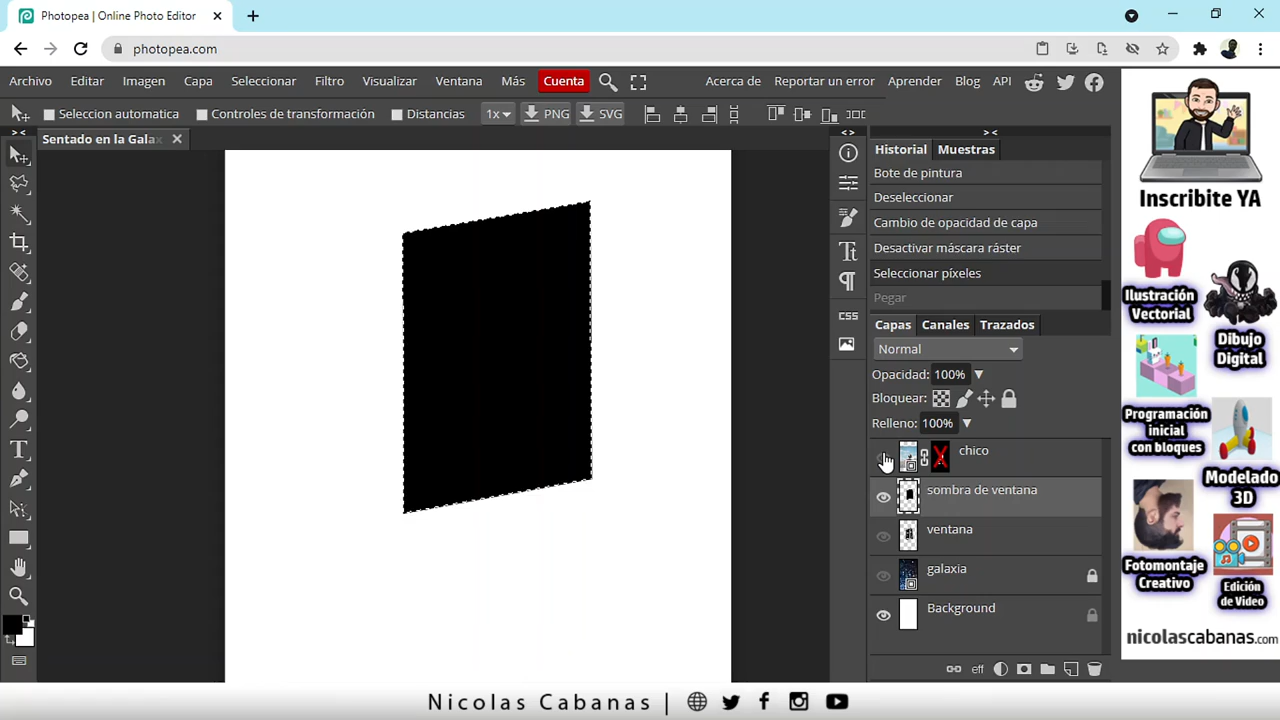 Photopea | Online Photo Editor
photopea.com
Archivo Editar Imagen Capa Seleccionar Filtro Visualizar Ventana Más Cuenta Acerca de Reportar un error Aprender Blog API
Seleccion automatica Controles de transformación Distancias 1x PNG SVG
Sentado en la Gala
Historial Muestras
Bote de pintura
Deseleccionar
Cambio de opacidad de capa
Desactivar máscara ráster
Seleccionar píxeles
Pegar
CSS
Capas Canales Trazados
Normal
Opacidad: 100%
Bloquear:
Relleno: 100%
chico
sombra de ventana
ventana
galaxia
Background
eff
Inscribite YA
Ilustración
Vectorial
Dibujo
Digital
Programación
inicial
con bloques
Modelado
3D
Fotomontaje
Creativo
Edición
de Video
nicolascabanas.com
Nicolas Cabanas |